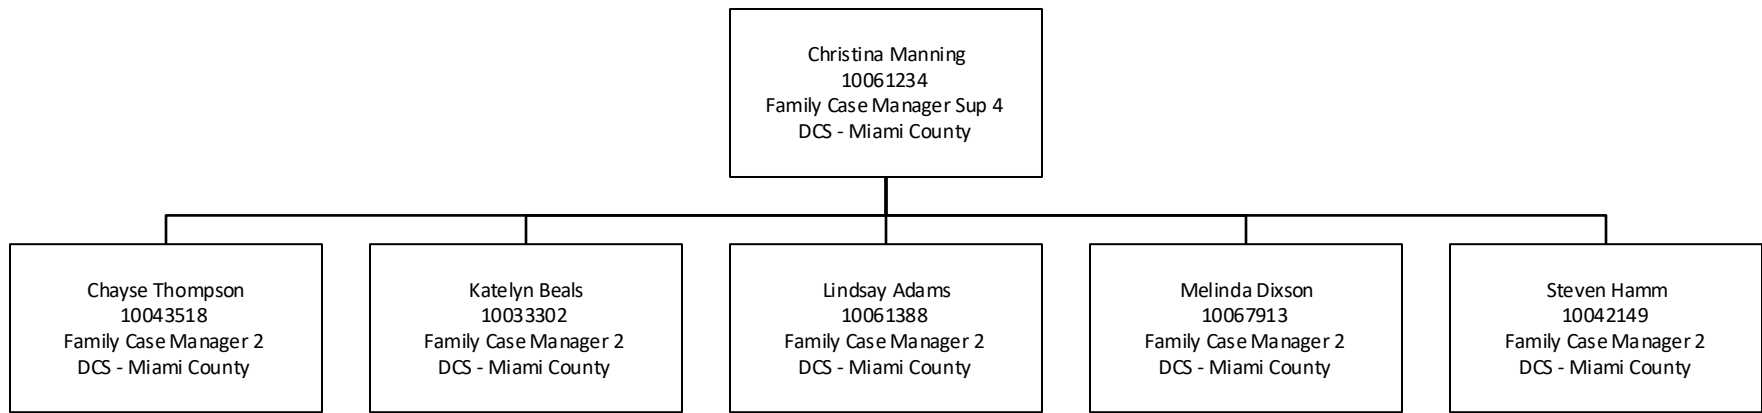 Christina Manning
10061234
Family Case Manager Sup 4
DCS - Miami County
Chayse Thompson
10043518
Family Case Manager 2
DCS - Miami County
Katelyn Beals
10033302
Family Case Manager 2
DCS - Miami County
Lindsay Adams
10061388
Family Case Manager 2
DCS - Miami County
Melinda Dixson
10067913
Family Case Manager 2
DCS - Miami County
Steven Hamm
10042149
Family Case Manager 2
DCS - Miami County